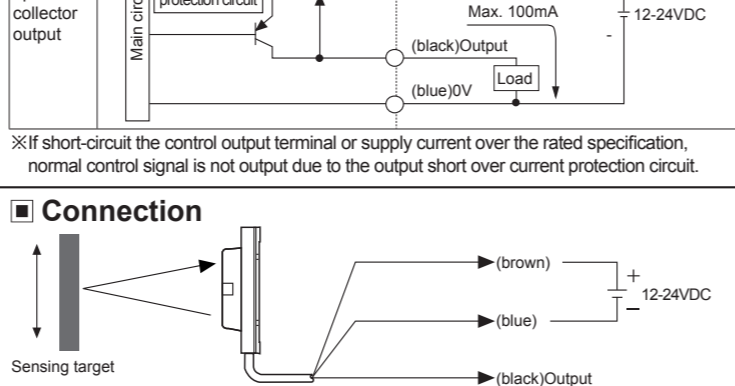 collector
output
Main circ
protection circuit
Max. 100mA
12-24VDC
-
(black)Output
Load
(blue)0V
※If short-circuit the control output terminal or supply current over the rated specification,
normal control signal is not output due to the output short over current protection circuit.
▣ Connection
(brown)
+
12-24VDC
—
(blue)
Sensing target
(black)Output